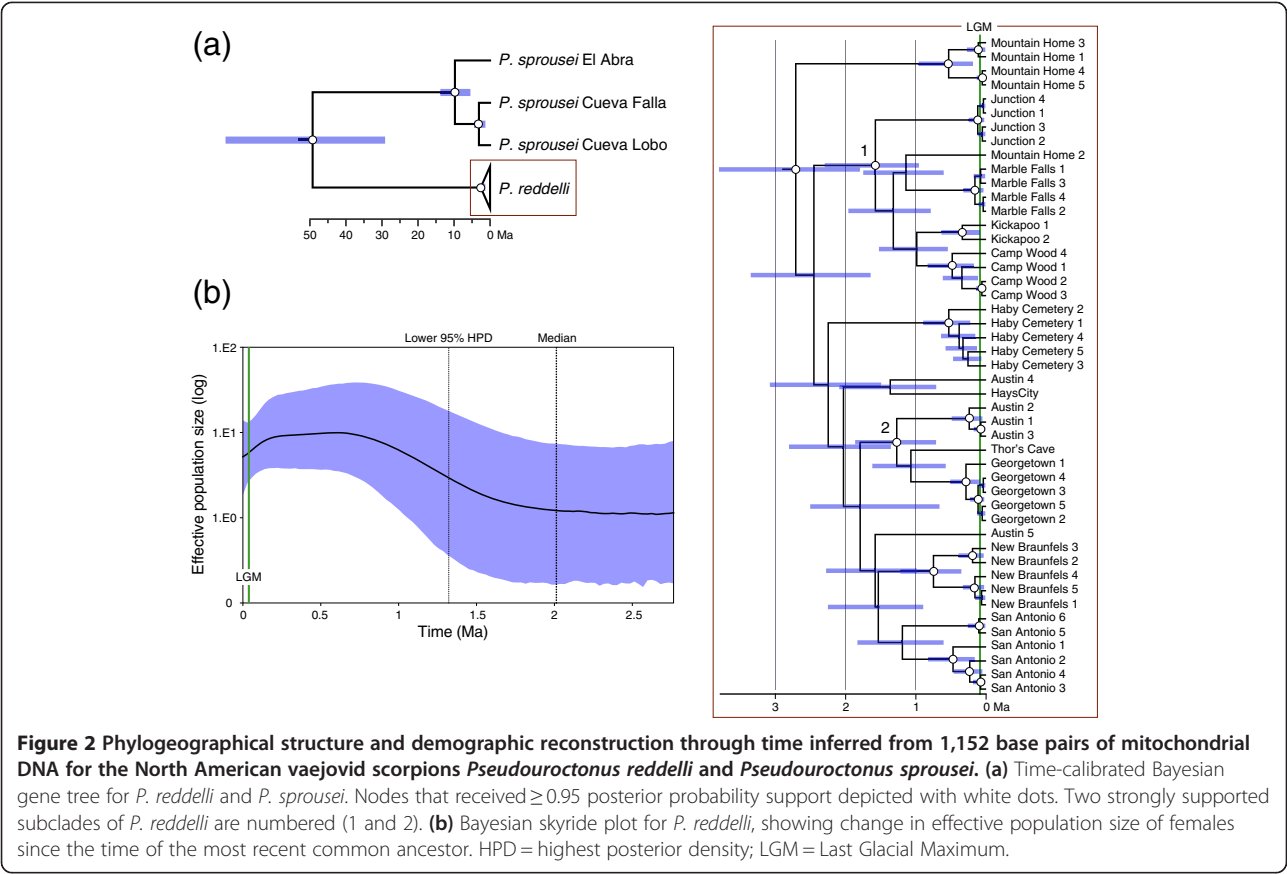 (a)
P. sprousei El Abra
P. sprousei Cueva Falla
P. sprousei Cueva Lobo
P. reddelli
50 40 30 20 10 0 Ma
(b)
Lower 95% HPD Median
1.E2
1.E1
1.E0
0
Effective population size (log)
LGM
0 0.5 1 1.5 2 2.5
Time (Ma)
LGM
Mountain Home 3
Mountain Home 1
Mountain Home 4
Mountain Home 5
Junction 4
Junction 1
Junction 3
Junction 2
1
Mountain Home 2
Marble Falls 1
Marble Falls 3
Marble Falls 4
Marble Falls 2
Kickapoo 1
Kickapoo 2
Camp Wood 4
Camp Wood 1
Camp Wood 2
Camp Wood 3
Haby Cemetery 2
Haby Cemetery 1
Haby Cemetery 4
Haby Cemetery 5
Haby Cemetery 3
Austin 4
HaysCity
Austin 2
Austin 1
2
Austin 3
Thor's Cave
Georgetown 1
Georgetown 4
Georgetown 3
Georgetown 5
Georgetown 2
Austin 5
New Braunfels 3
New Braunfels 2
New Braunfels 4
New Braunfels 5
New Braunfels 1
San Antonio 6
San Antonio 5
San Antonio 1
San Antonio 2
San Antonio 4
San Antonio 3
3 2 1 0 Ma
Figure 2 Phylogeographical structure and demographic reconstruction through time inferred from 1,152 base pairs of mitochondrial
DNA for the North American vaejovid scorpions Pseudouroctonus reddelli and Pseudouroctonus sprousei. (a) Time-calibrated Bayesian
gene tree for P. reddelli and P. sprousei. Nodes that received ≥ 0.95 posterior probability support depicted with white dots. Two strongly supported
subclades of P. reddelli are numbered (1 and 2). (b) Bayesian skyride plot for P. reddelli, showing change in effective population size of females
since the time of the most recent common ancestor. HPD = highest posterior density; LGM = Last Glacial Maximum.